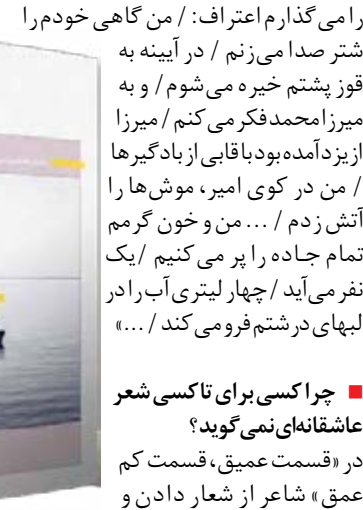 را می گذارم اعتراف: / من گاهی خودم را
شتر صدا می‌زنم / در آیینه به
قوز پشتم خیره می‌شوم / و به
میرزامحمد فکر می کنم / میرزا
از یزد آمده بود با قابی از بادگیرها
/ من در کوی امیر، موش‌ها را
آتش زدم / ... من و خون گرمم
تمام جـاده را پر می کنیم / یک
نفر می‌آید / چهار لیتری آب را در
لبهای درشتم فرو می کند / ...»
■ چرا کسی برای تاکسی شعر
عاشقانه‌ای نمی گوید؟
در «قسمت عمیق، قسمت کم
عمق» شاعر از شعار دادن و